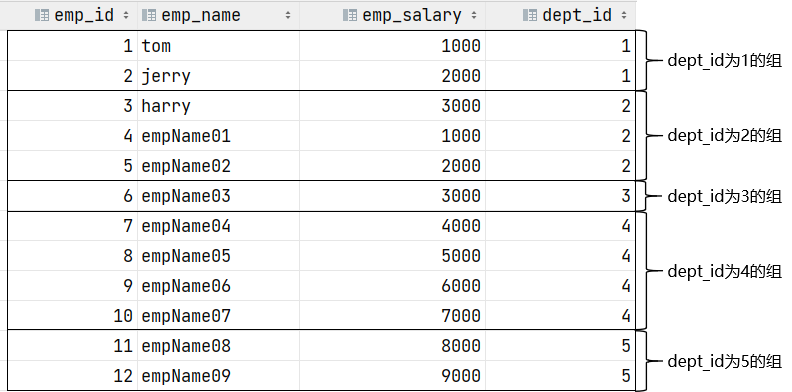 emp_id emp_name emp_salary dept_id
1 tom 1000 1
2 jerry 2000 1
dept_id为1的组
3 harry 3000 2
4 empName01 1000 2
dept_id为2的组
5 empName02 2000 2
6 empName03 3000 3
dept_id为3的组
7 empName04 4000 4
8 empName05 5000 4
dept_id为4的组
9 empName06 6000 4
10 empName07 7000 4
11 empName08 8000 5
dept_id为5的组
12 empName09 9000 5